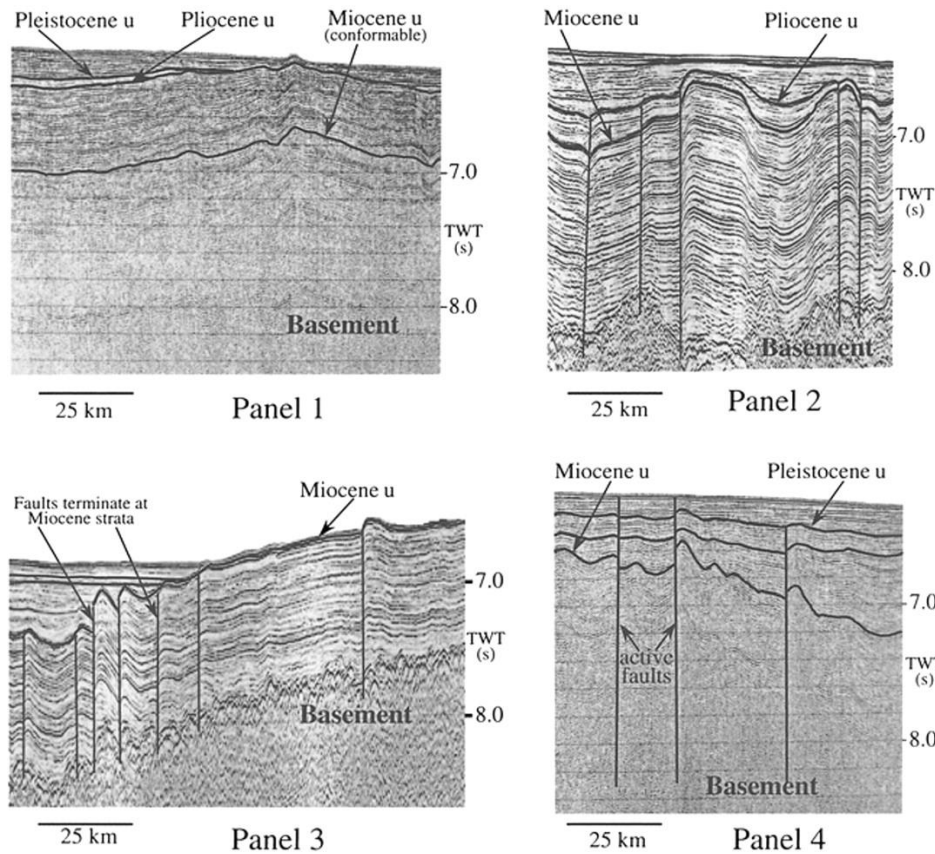 Pleistocene u
Pliocene u
Miocene u
(conformable)
7.0
TWT
(s)
8.0
Basement
25 km
Panel 1
Miocene u
Pliocene u
7.0
TWT
(s)
8.0
Basement
25 km
Panel 2
Faults terminate at
Miocene strata
Miocene u
7.0
TWT
(s)
8.0
Basement
25 km
Panel 3
Miocene u
Pleistocene u
7.0
TWT
(s)
active
faults
8.0
Basement
25 km
Panel 4